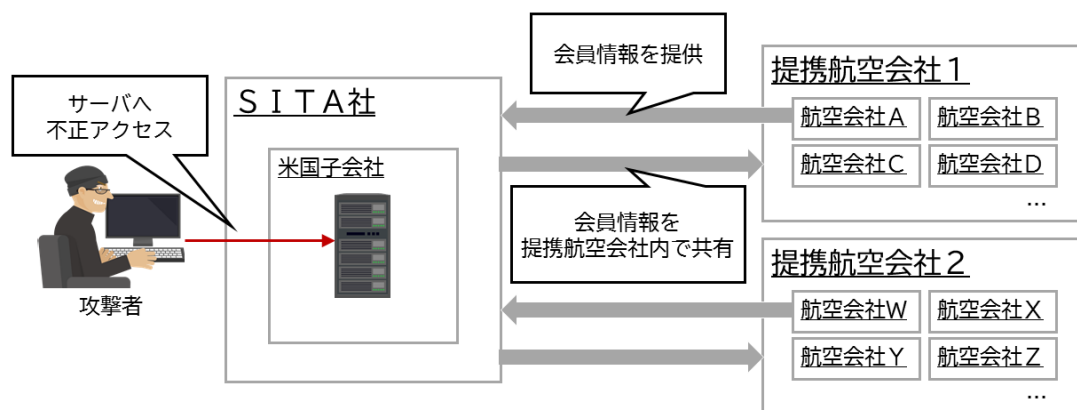 会員情報を提供
提携航空会社1
サーバへ
不正アクセス
SITA社
航空会社A
航空会社B
米国子会社
航空会社C
航空会社D
...
会員情報を
提携航空会社内で共有
提携航空会社2
攻撃者
航空会社W
航空会社X
航空会社Y
航空会社Z
...